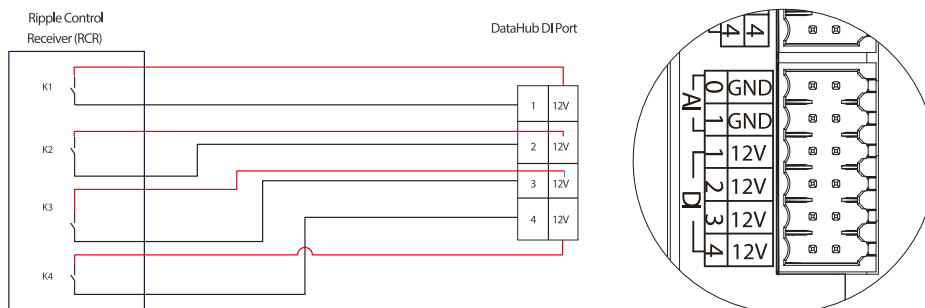 Ripple Control
Receiver (RCR)
DataHub DI Port
K1
K2
K3
K4
1 12V
2 12V
3 12V
4 12V
4 4
AI
0 GND
1 GND
DI
1 12V
2 12V
3 12V
4 12V